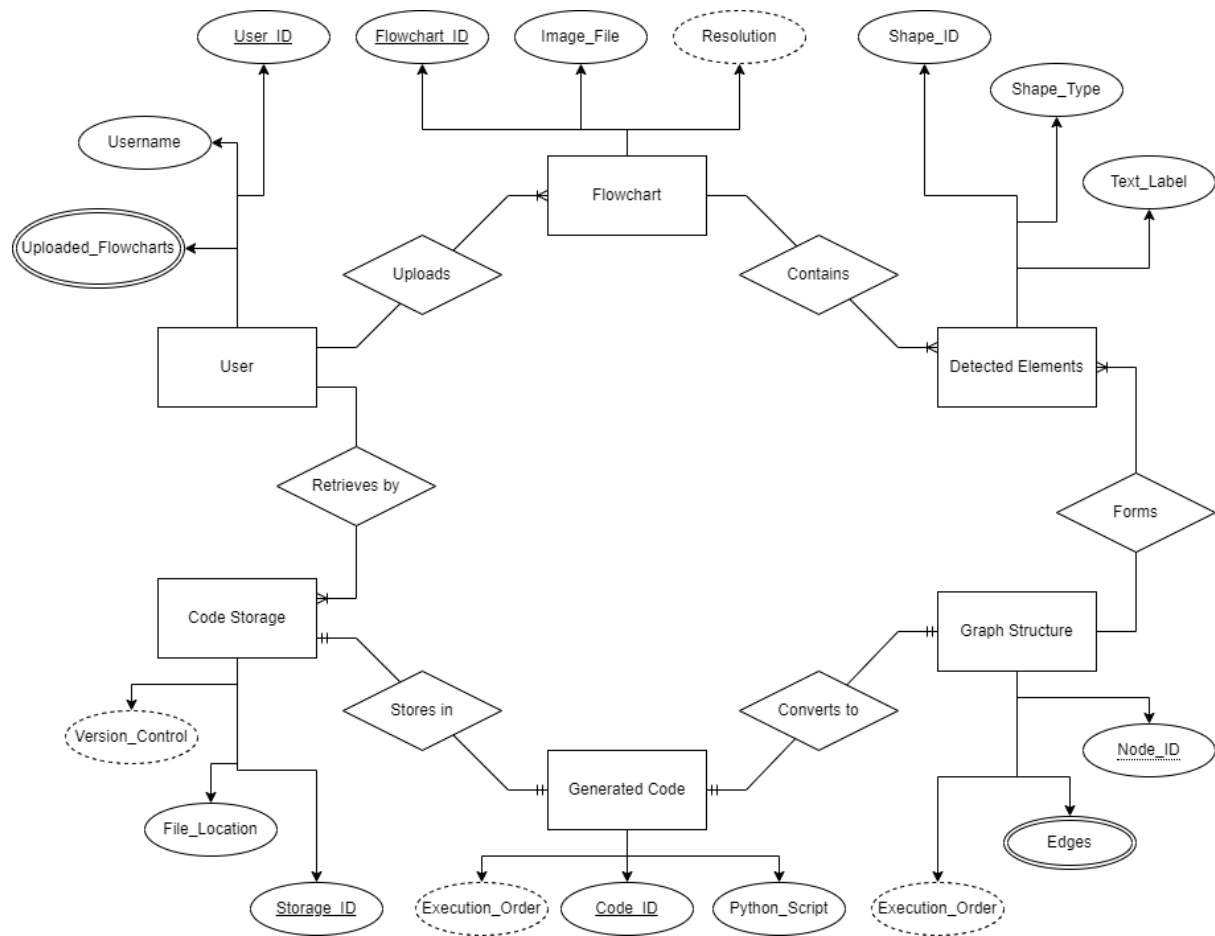 User_ID
Flowchart_ID
Image_File
Resolution
Shape_ID
Shape_Type
Username
Text_Label
Flowchart
Uploaded_Flowcharts
Uploads
Contains
User
Detected Elements
Retrieves by
Forms
Code Storage
Graph Structure
Stores in
Converts to
Version_Control
Node_ID
Generated Code
File_Location
Edges
Storage_ID
Execution_Order
Code_ID
Python_Script
Execution_Order